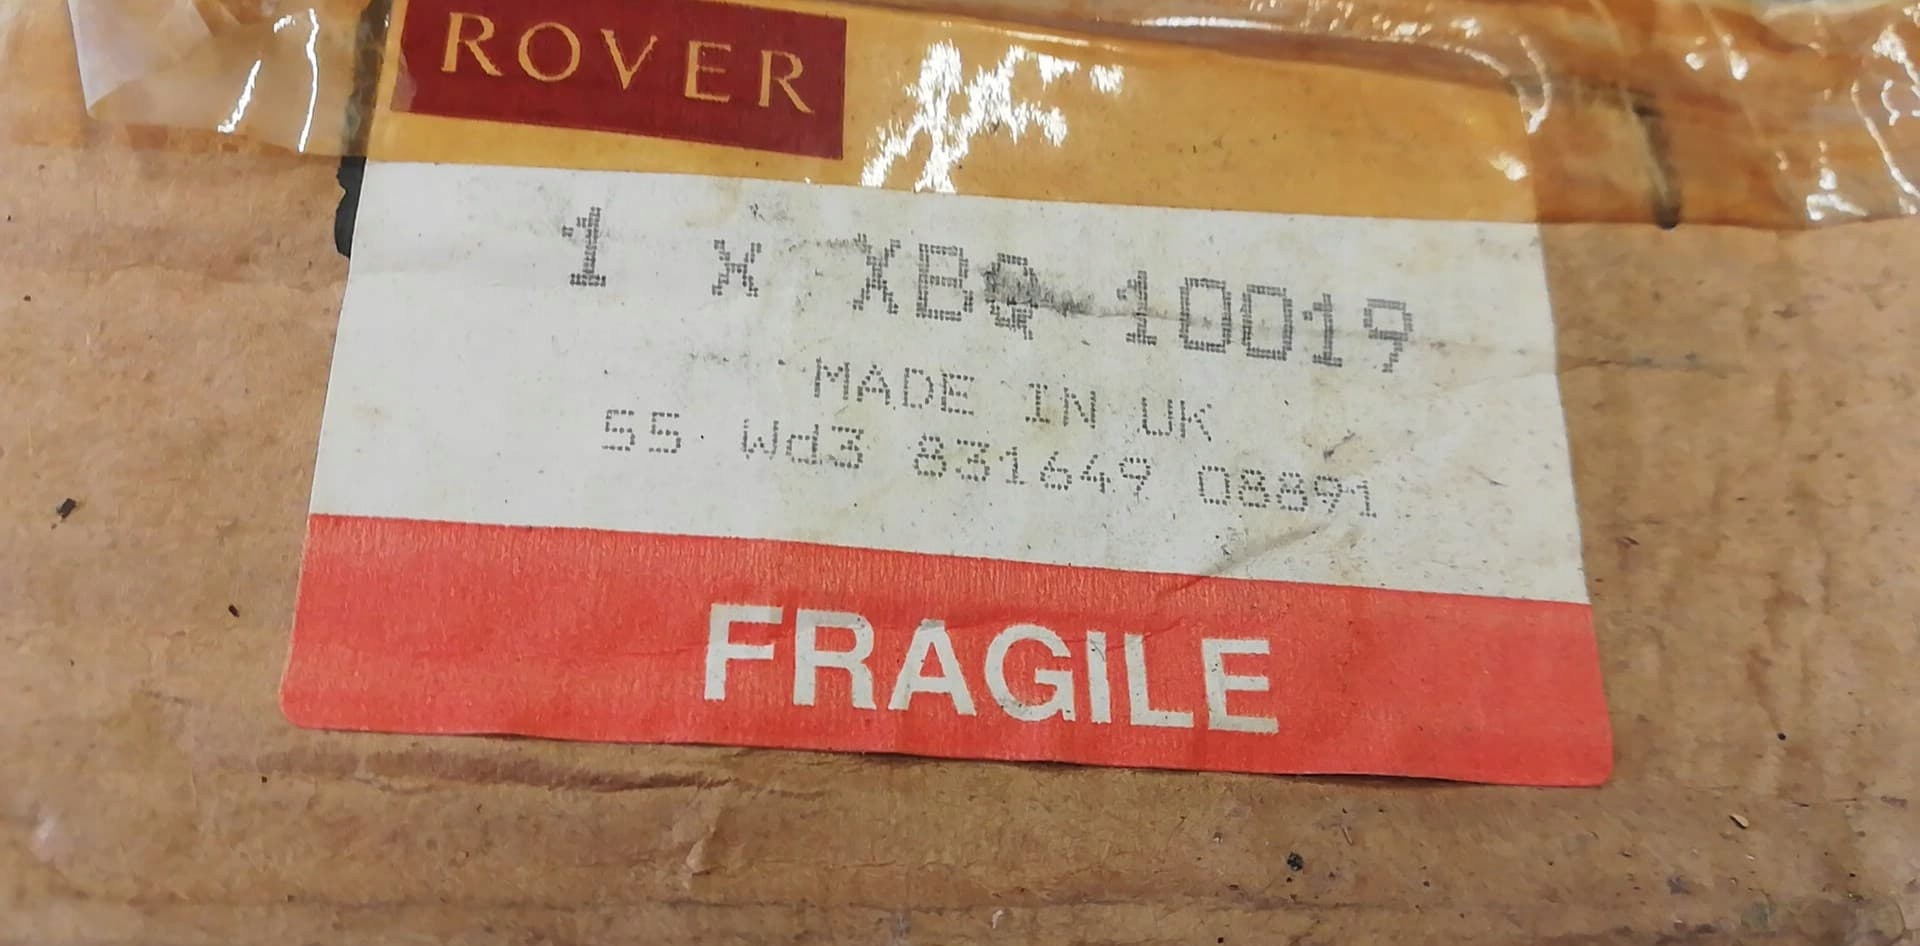 ROVER
1 x XBQ 10019
MADE IN UK
55 Wd3 831649 08891
FRAGILE